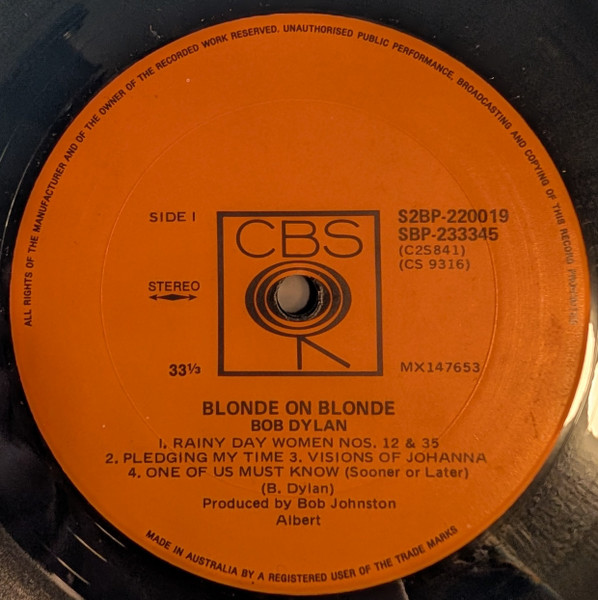 ALL RIGHTS OF THE MANUFACTURER AND OF THE OWNER OF THE RECORDED WORK RESERVED. UNAUTHORISED PUBLIC PERFORMANCE, BROADCASTING AND COPYING OF THIS RECORD PROHIBITED
SIDE 1
CBS
S2BP-220019
SBP-233345
(C2S841)
(CS 9316)
STEREO
33⅓
MX147653
BLONDE ON BLONDE
BOB DYLAN
1. RAINY DAY WOMEN NOS. 12 & 35
2. PLEDGING MY TIME 3. VISIONS OF JOHANNA
4. ONE OF US MUST KNOW (Sooner or Later)
(B. Dylan)
Produced by Bob Johnston
Albert
MADE IN AUSTRALIA BY A REGISTERED USER OF THE TRADE MARKS